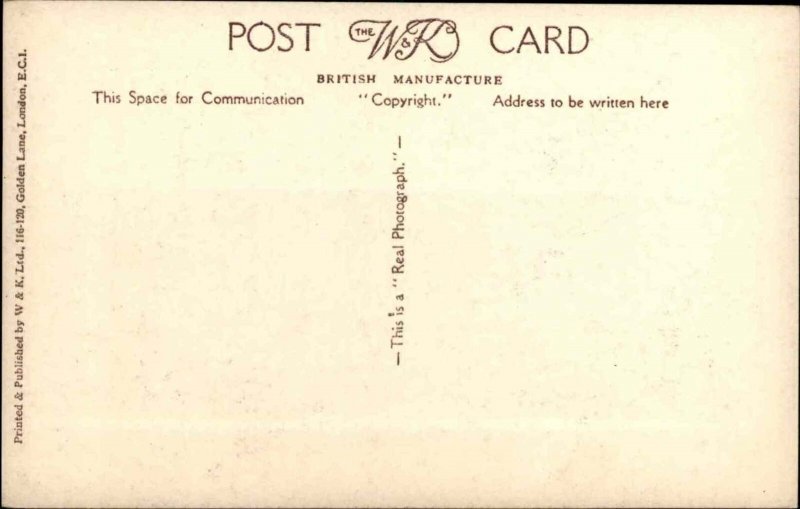 POST THE W&K CARD
BRITISH MANUFACTURE
This Space for Communication "Copyright." Address to be written here
—This is a "Real Photograph."—
Printed & Published by W & K. Ltd., 116-120, Golden Lane, London, E.C.1.